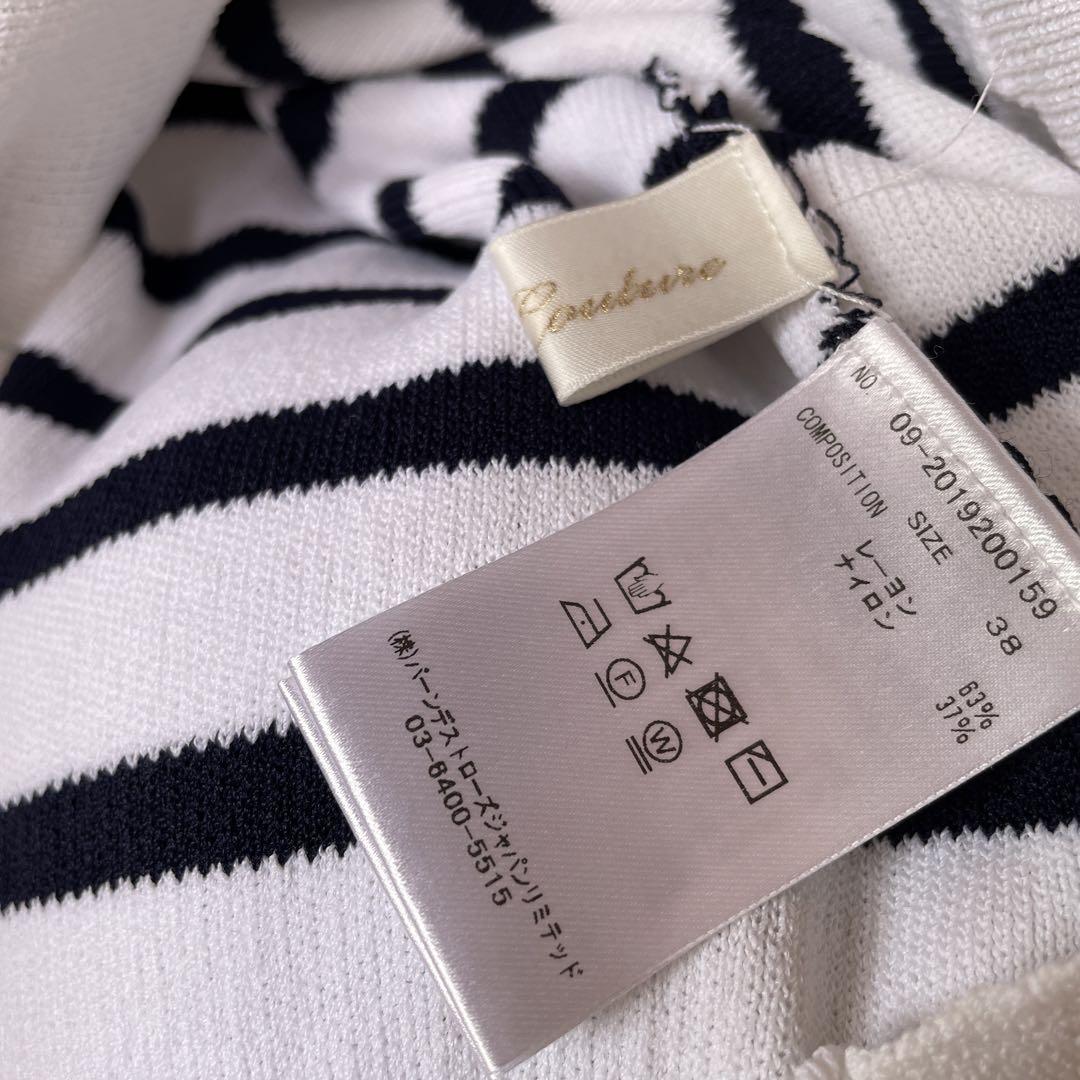 Couture
NO. 09-2019200159
SIZE 38
COMPOSITION
レーヨン 63%
ナイロン 37%
F
W
(株)バーンデストローズジャパンリミテッド
03-6400-5515